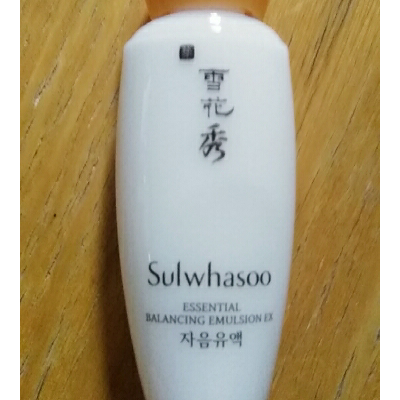 雪
花
秀
Sulwhasoo
ESSENTIAL
BALANCING EMULSION EX
자음유액